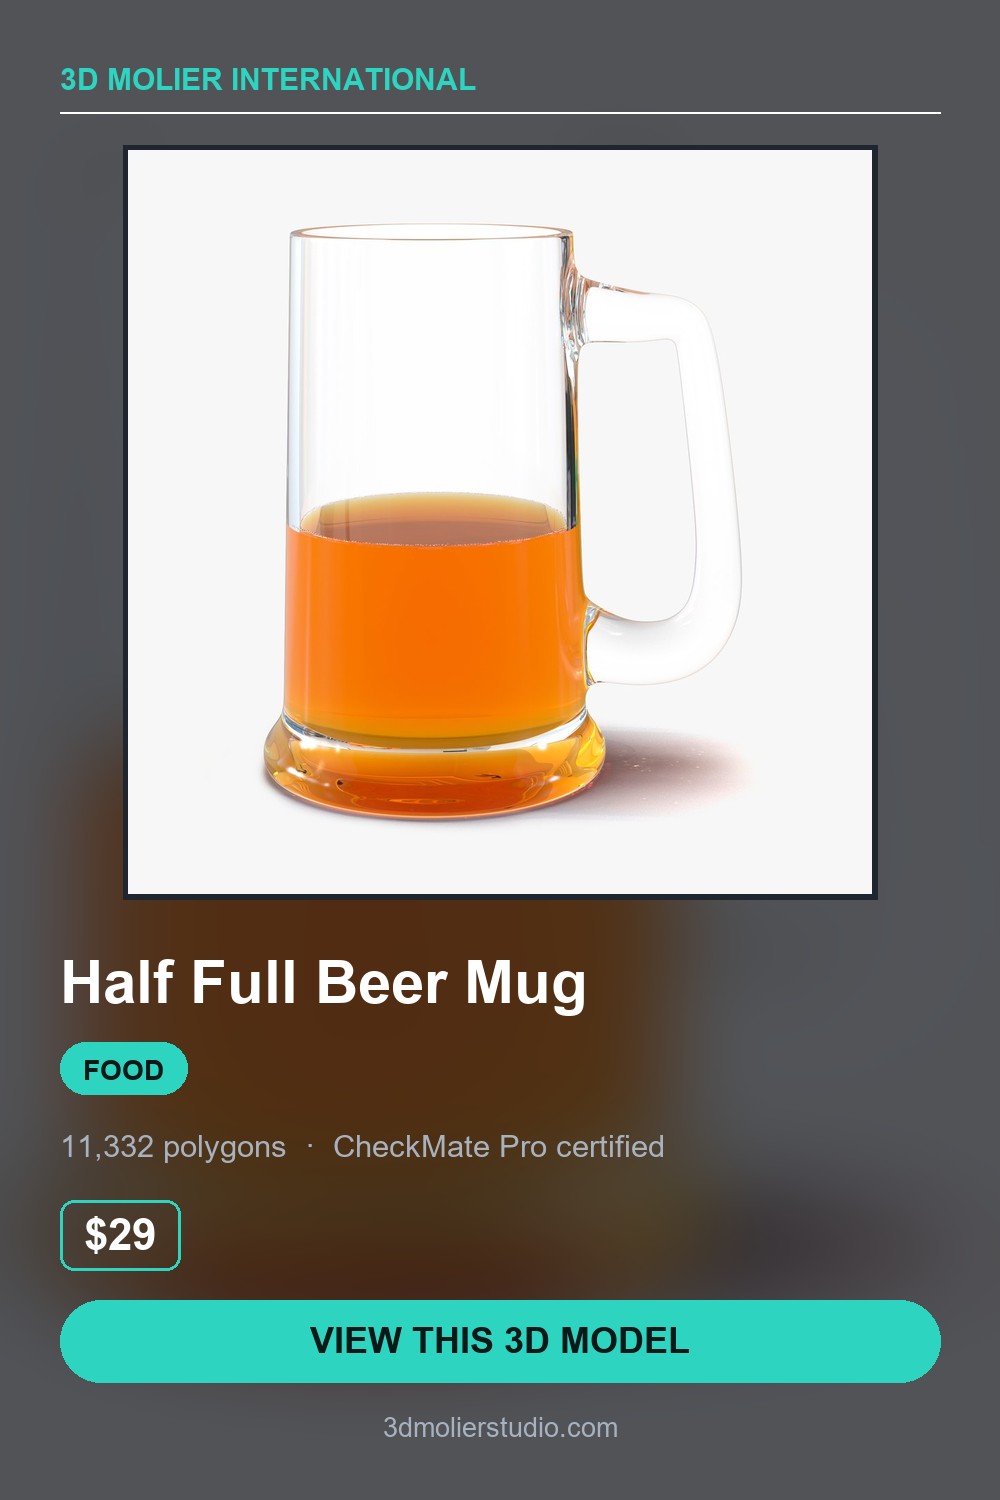 3D MOLIER INTERNATIONAL
Half Full Beer Mug
FOOD
11,332 polygons · CheckMate Pro certified
$29
VIEW THIS 3D MODEL
3dmolierstudio.com